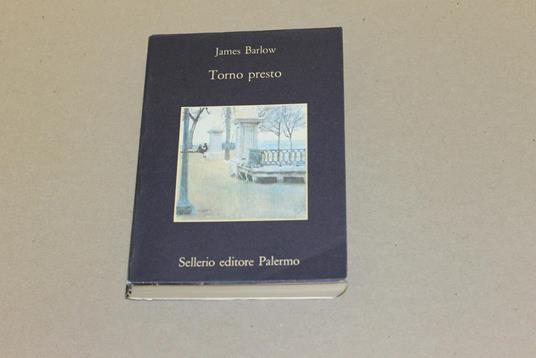 James Barlow
Torno presto
Sellerio editore Palermo